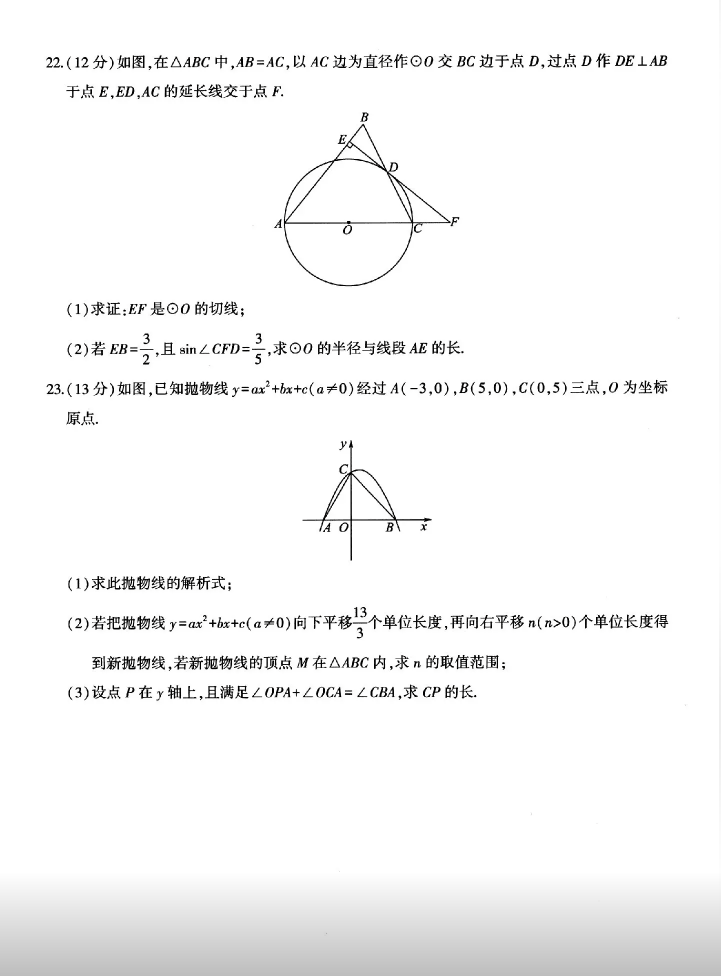 22.(12分)如图,在△ABC中,AB=AC,以AC边为直径作⊙O交BC边于点D,过点D作DE⊥AB
于点E,ED,AC的延长线交于点F.
B
E
D
A
O
C
F
(1)求证:EF是⊙O的切线;
(2)若EB=3/2,且sin∠CFD=3/5,求⊙O的半径与线段AE的长.
23.(13分)如图,已知抛物线y=ax²+bx+c(a≠0)经过A(-3,0),B(5,0),C(0,5)三点,O为坐标
原点.
y
C
A O B x
(1)求此抛物线的解析式;
(2)若把抛物线y=ax²+bx+c(a≠0)向下平移13/3个单位长度,再向右平移n(n>0)个单位长度得
到新抛物线,若新抛物线的顶点M在△ABC内,求n的取值范围;
(3)设点P在y轴上,且满足∠OPA+∠OCA=∠CBA,求CP的长.